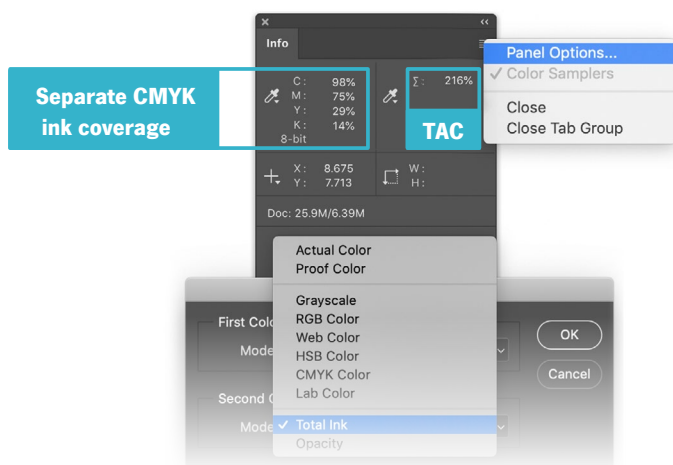 Info
Panel Options...
✓ Color Samplers
Close
Close Tab Group
Separate CMYK
ink coverage
C: 98%
M: 75%
Y: 29%
K: 14%
8-bit
Σ: 216%
TAC
X: 8.675
Y: 7.713
W:
H:
Doc: 25.9M/6.39M
Actual Color
Proof Color
Grayscale
RGB Color
Web Color
HSB Color
CMYK Color
Lab Color
✓ Total Ink
Opacity
First Colo
Mode
Second C
Mode
OK
Cancel